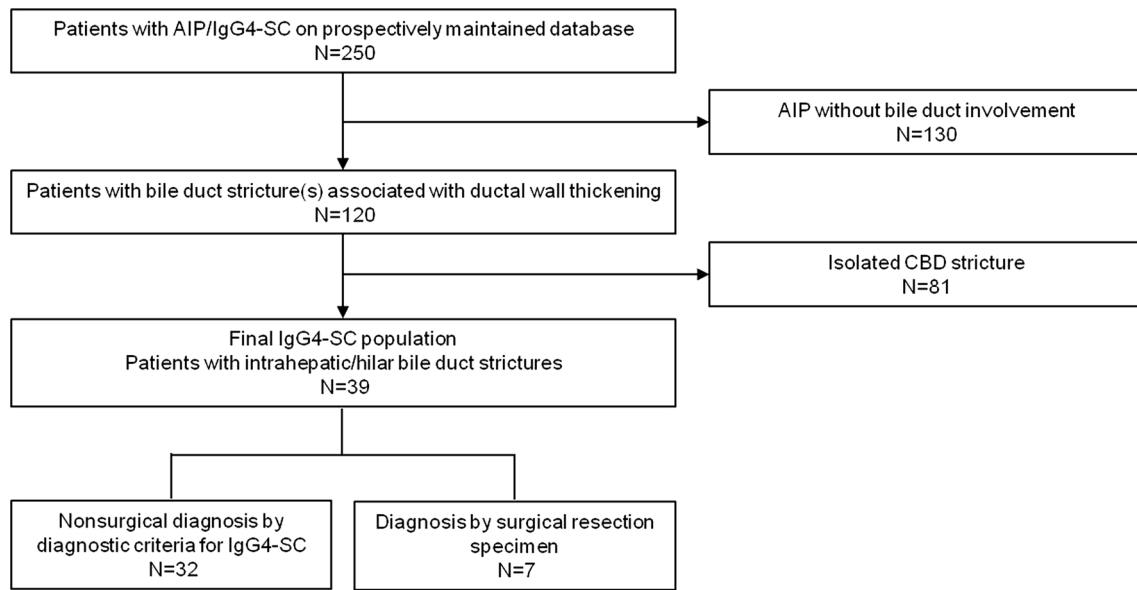 Patients with AIP/IgG4-SC on prospectively maintained database
N=250
AIP without bile duct involvement
N=130
Patients with bile duct stricture(s) associated with ductal wall thickening
N=120
Isolated CBD stricture
N=81
Final IgG4-SC population
Patients with intrahepatic/hilar bile duct strictures
N=39
Nonsurgical diagnosis by
diagnostic criteria for IgG4-SC
N=32
Diagnosis by surgical resection
specimen
N=7